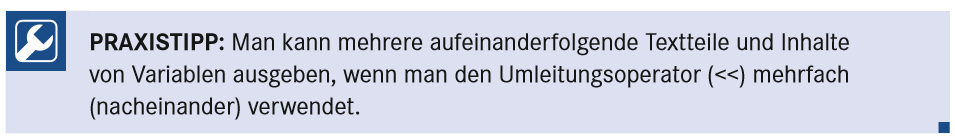 PRAXISTIPP: Man kann mehrere aufeinanderfolgende Textteile und Inhalte
von Variablen ausgeben, wenn man den Umleitungsoperator (<<) mehrfach
(nacheinander) verwendet.